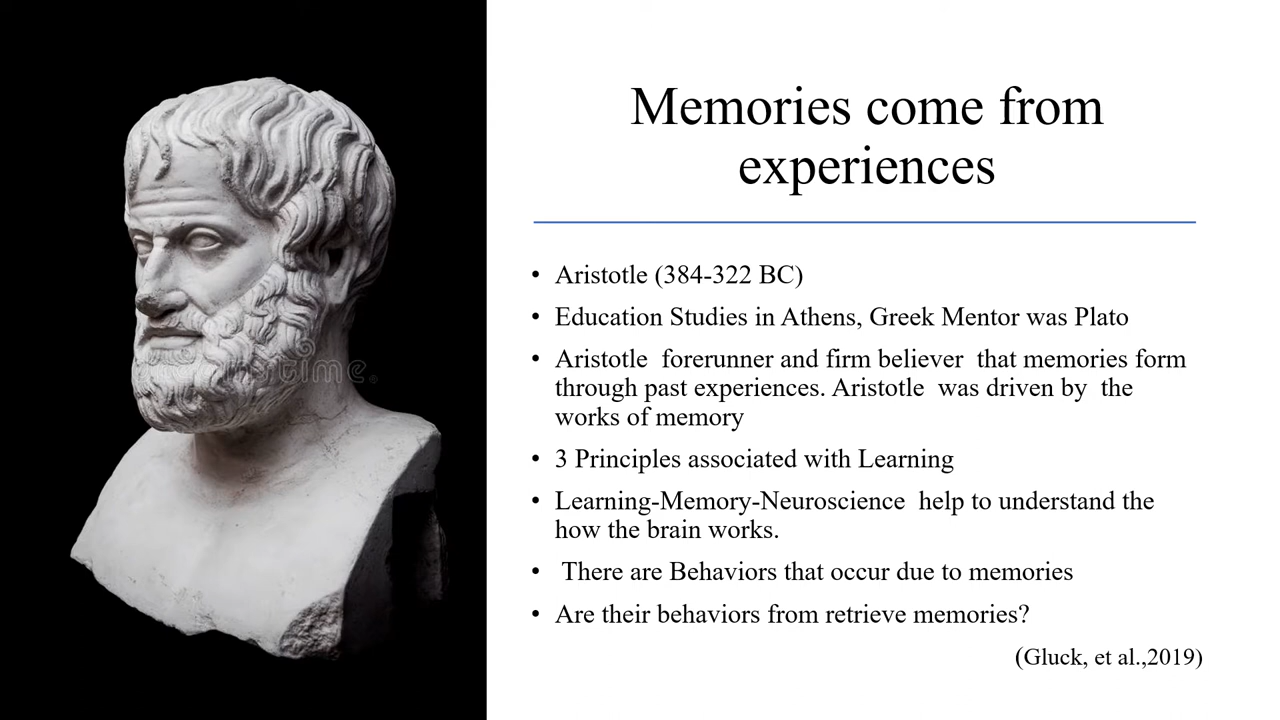 Memories come from
experiences
• Aristotle (384-322 BC)
• Education Studies in Athens, Greek Mentor was Plato
• Aristotle  forerunner and firm believer  that memories form
through past experiences. Aristotle  was driven by  the
works of memory
• 3 Principles associated with Learning
• Learning-Memory-Neuroscience  help to understand the
how the brain works.
•  There are Behaviors that occur due to memories
• Are their behaviors from retrieve memories?
(Gluck, et al.,2019)